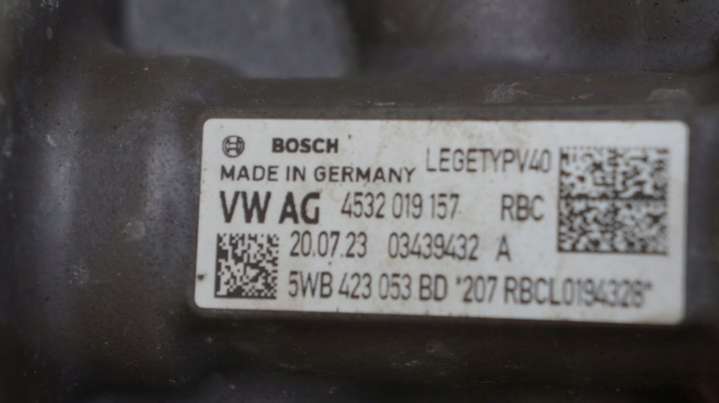 BOSCH
MADE IN GERMANY LEGETYPV40
VW AG 4532 019 157 RBC
20.07.23 03439432 A
5WB 423 053 BD *207 RBCL0194328*